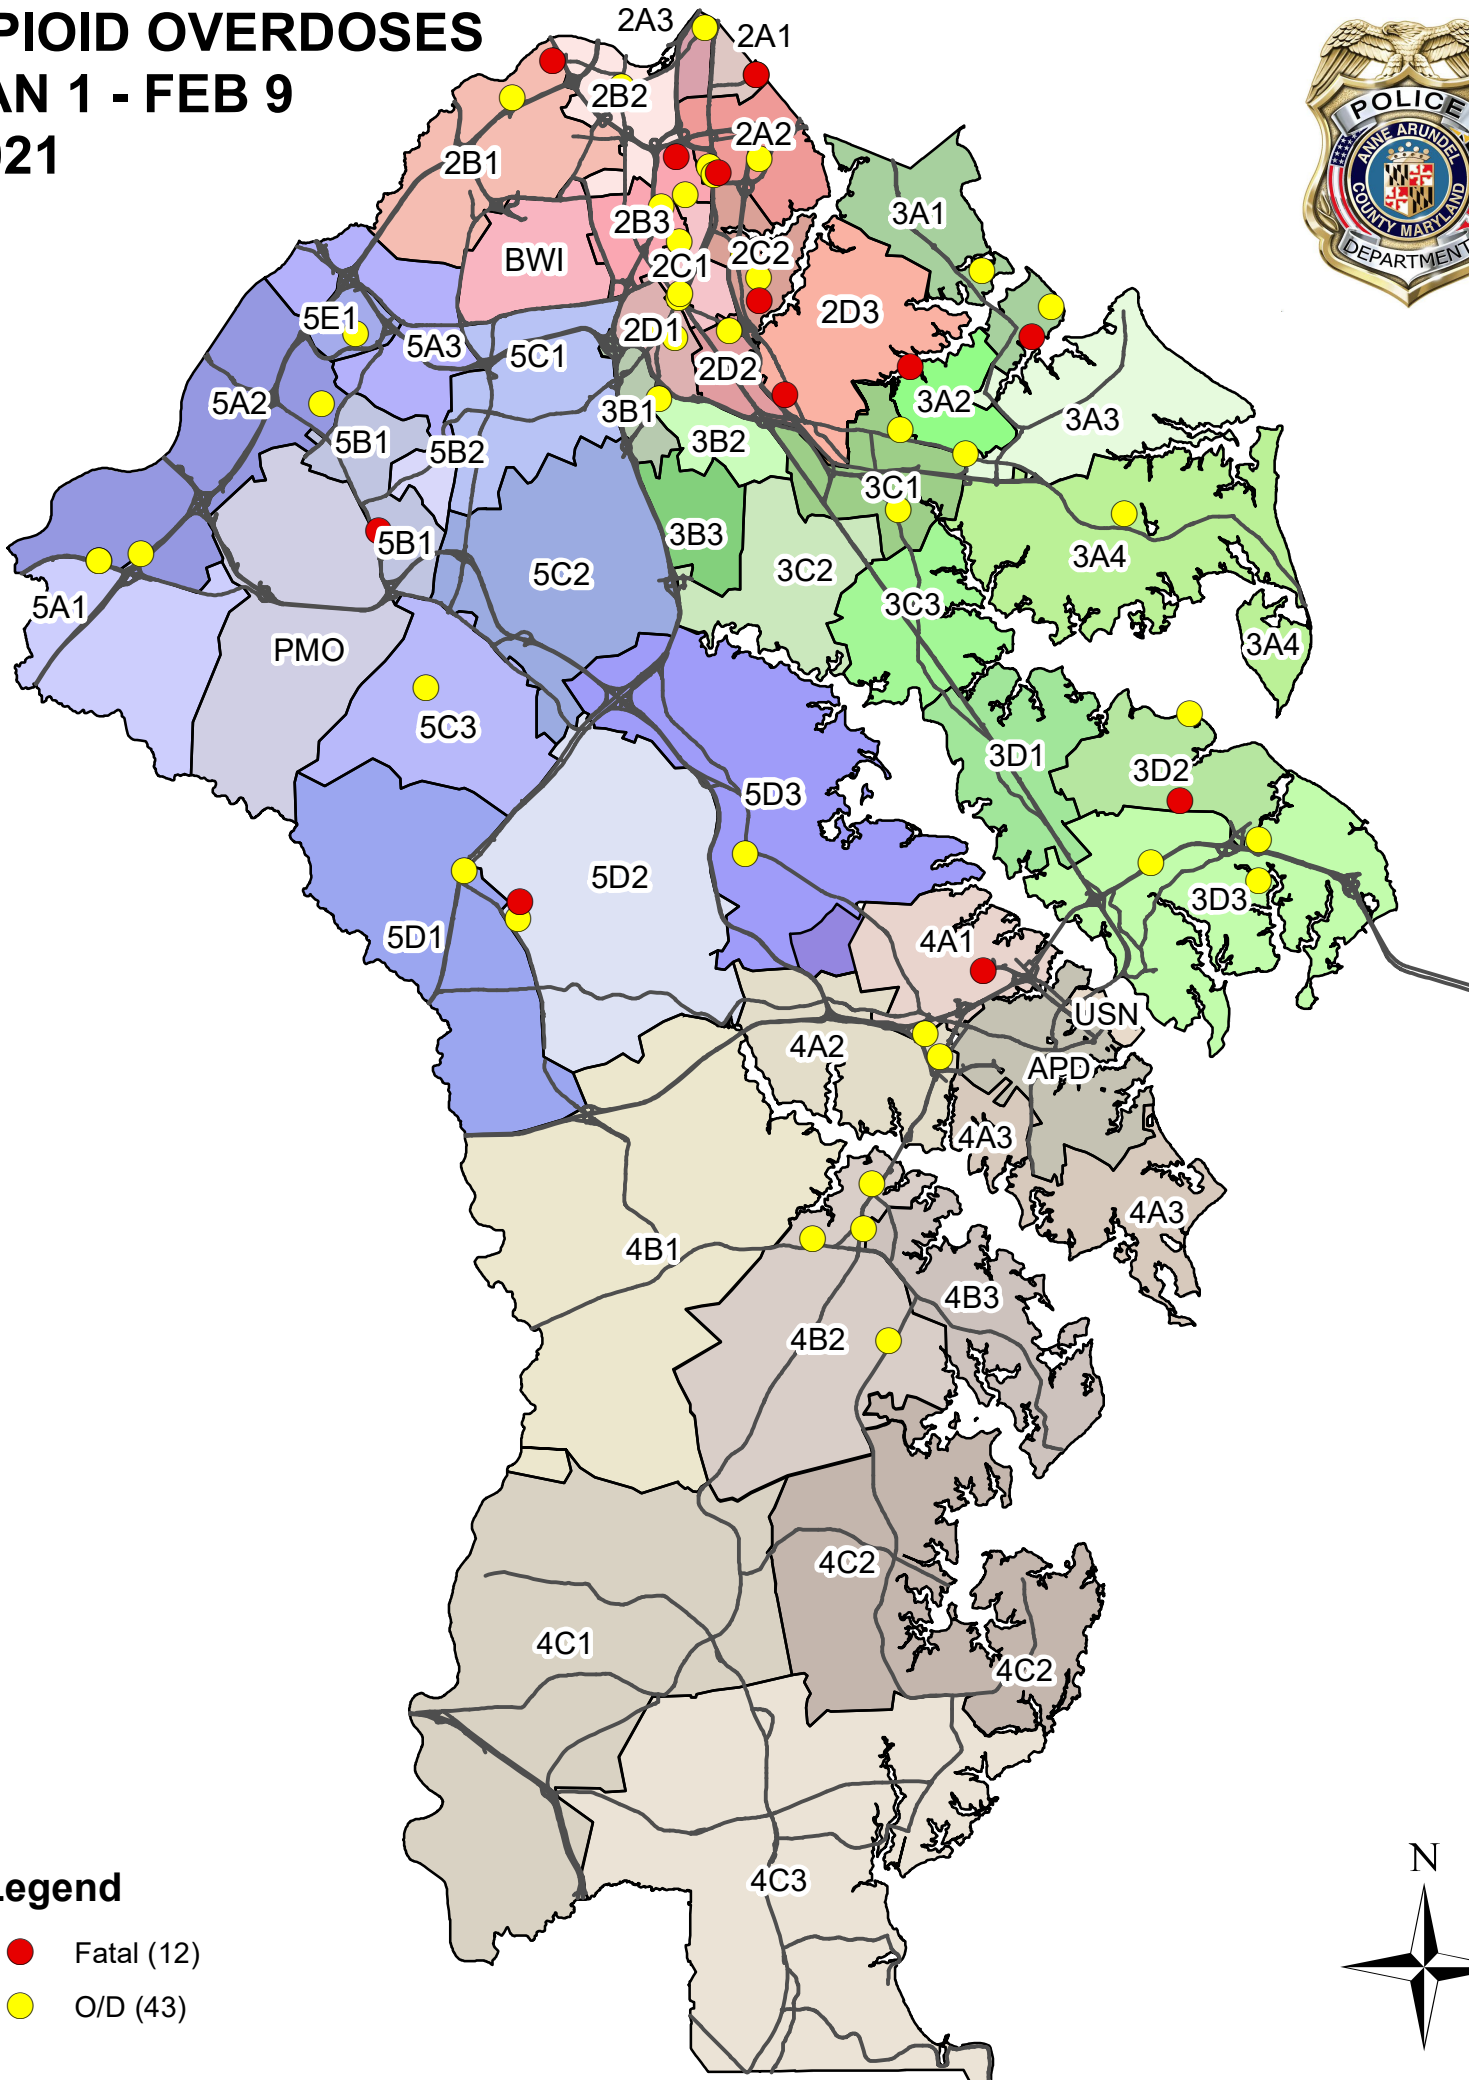 PIOID OVERDOSES
AN 1 - FEB 9
021
POLICE
ANNE ARUNDEL
COUNTY MARYLAND
DEPARTMENT
2A3
2A1
2B2
2A2
2B1
3A1
2B3
BWI
2C1
2C2
5E1
2D1
2D3
5A3
5C1
2D2
5A2
3B1
3A2
3A3
5B1
5B2
3B2
3C1
5B1
3B3
3A4
5C2
3C2
5A1
3C3
PMO
3A4
5C3
3D1
3D2
5D3
5D2
3D3
5D1
4A1
USN
4A2
APD
4A3
4A3
4B1
4B3
4B2
4C2
4C1
4C2
4C3
Legend
Fatal (12)
O/D (43)
N